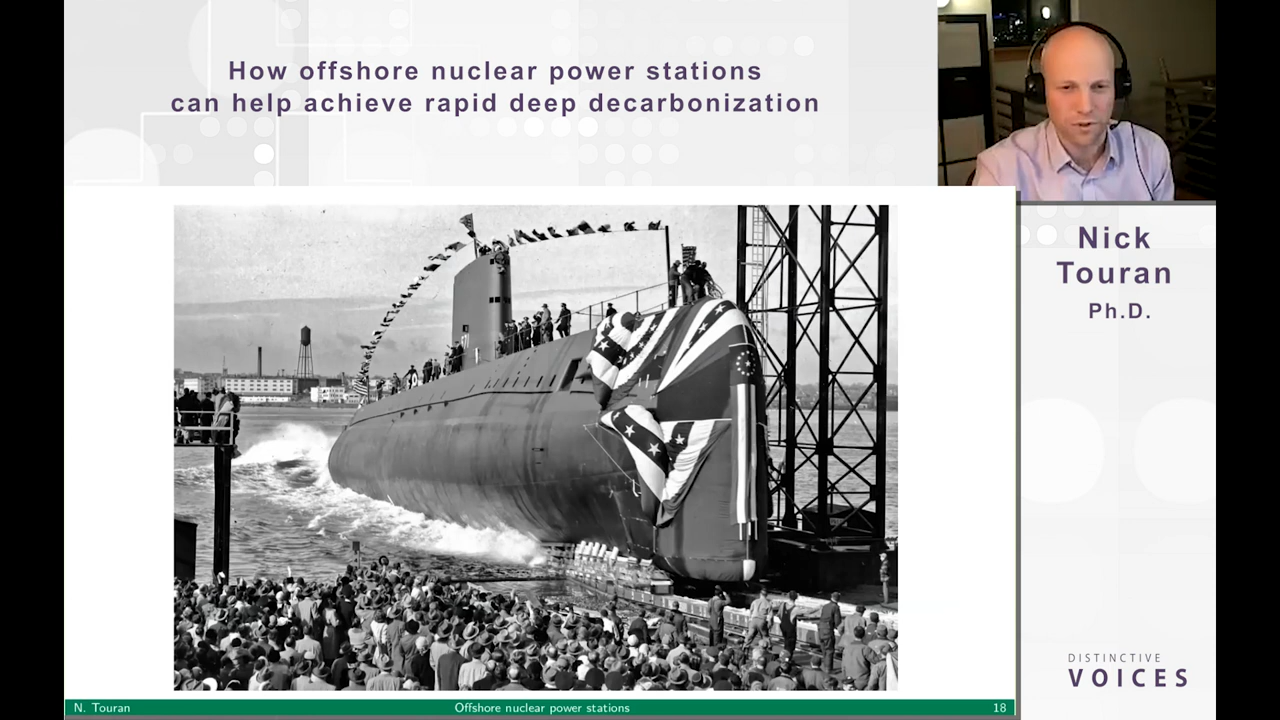 How offshore nuclear power stations
can help achieve rapid deep decarbonization
Nick
Touran
Ph.D.
DISTINCTIVE
VOICES
N. Touran
Offshore nuclear power stations
18